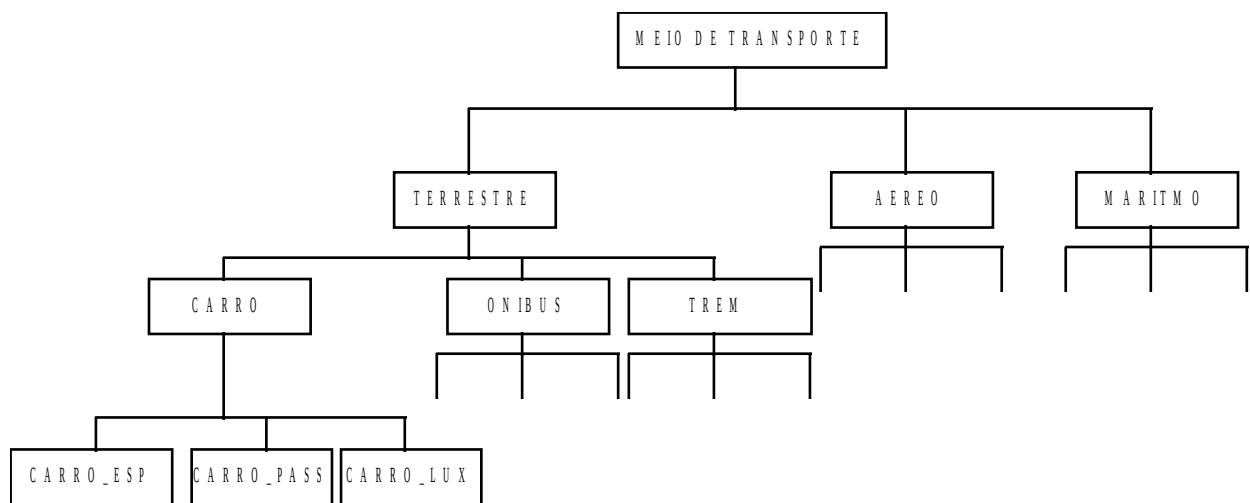 MEIO DE TRANSPORTE
TERRESTRE
AEREO
MARITMO
CARRO
ONIBUS
TREM
CARRO_ESP
CARRO_PASS
CARRO_LUX